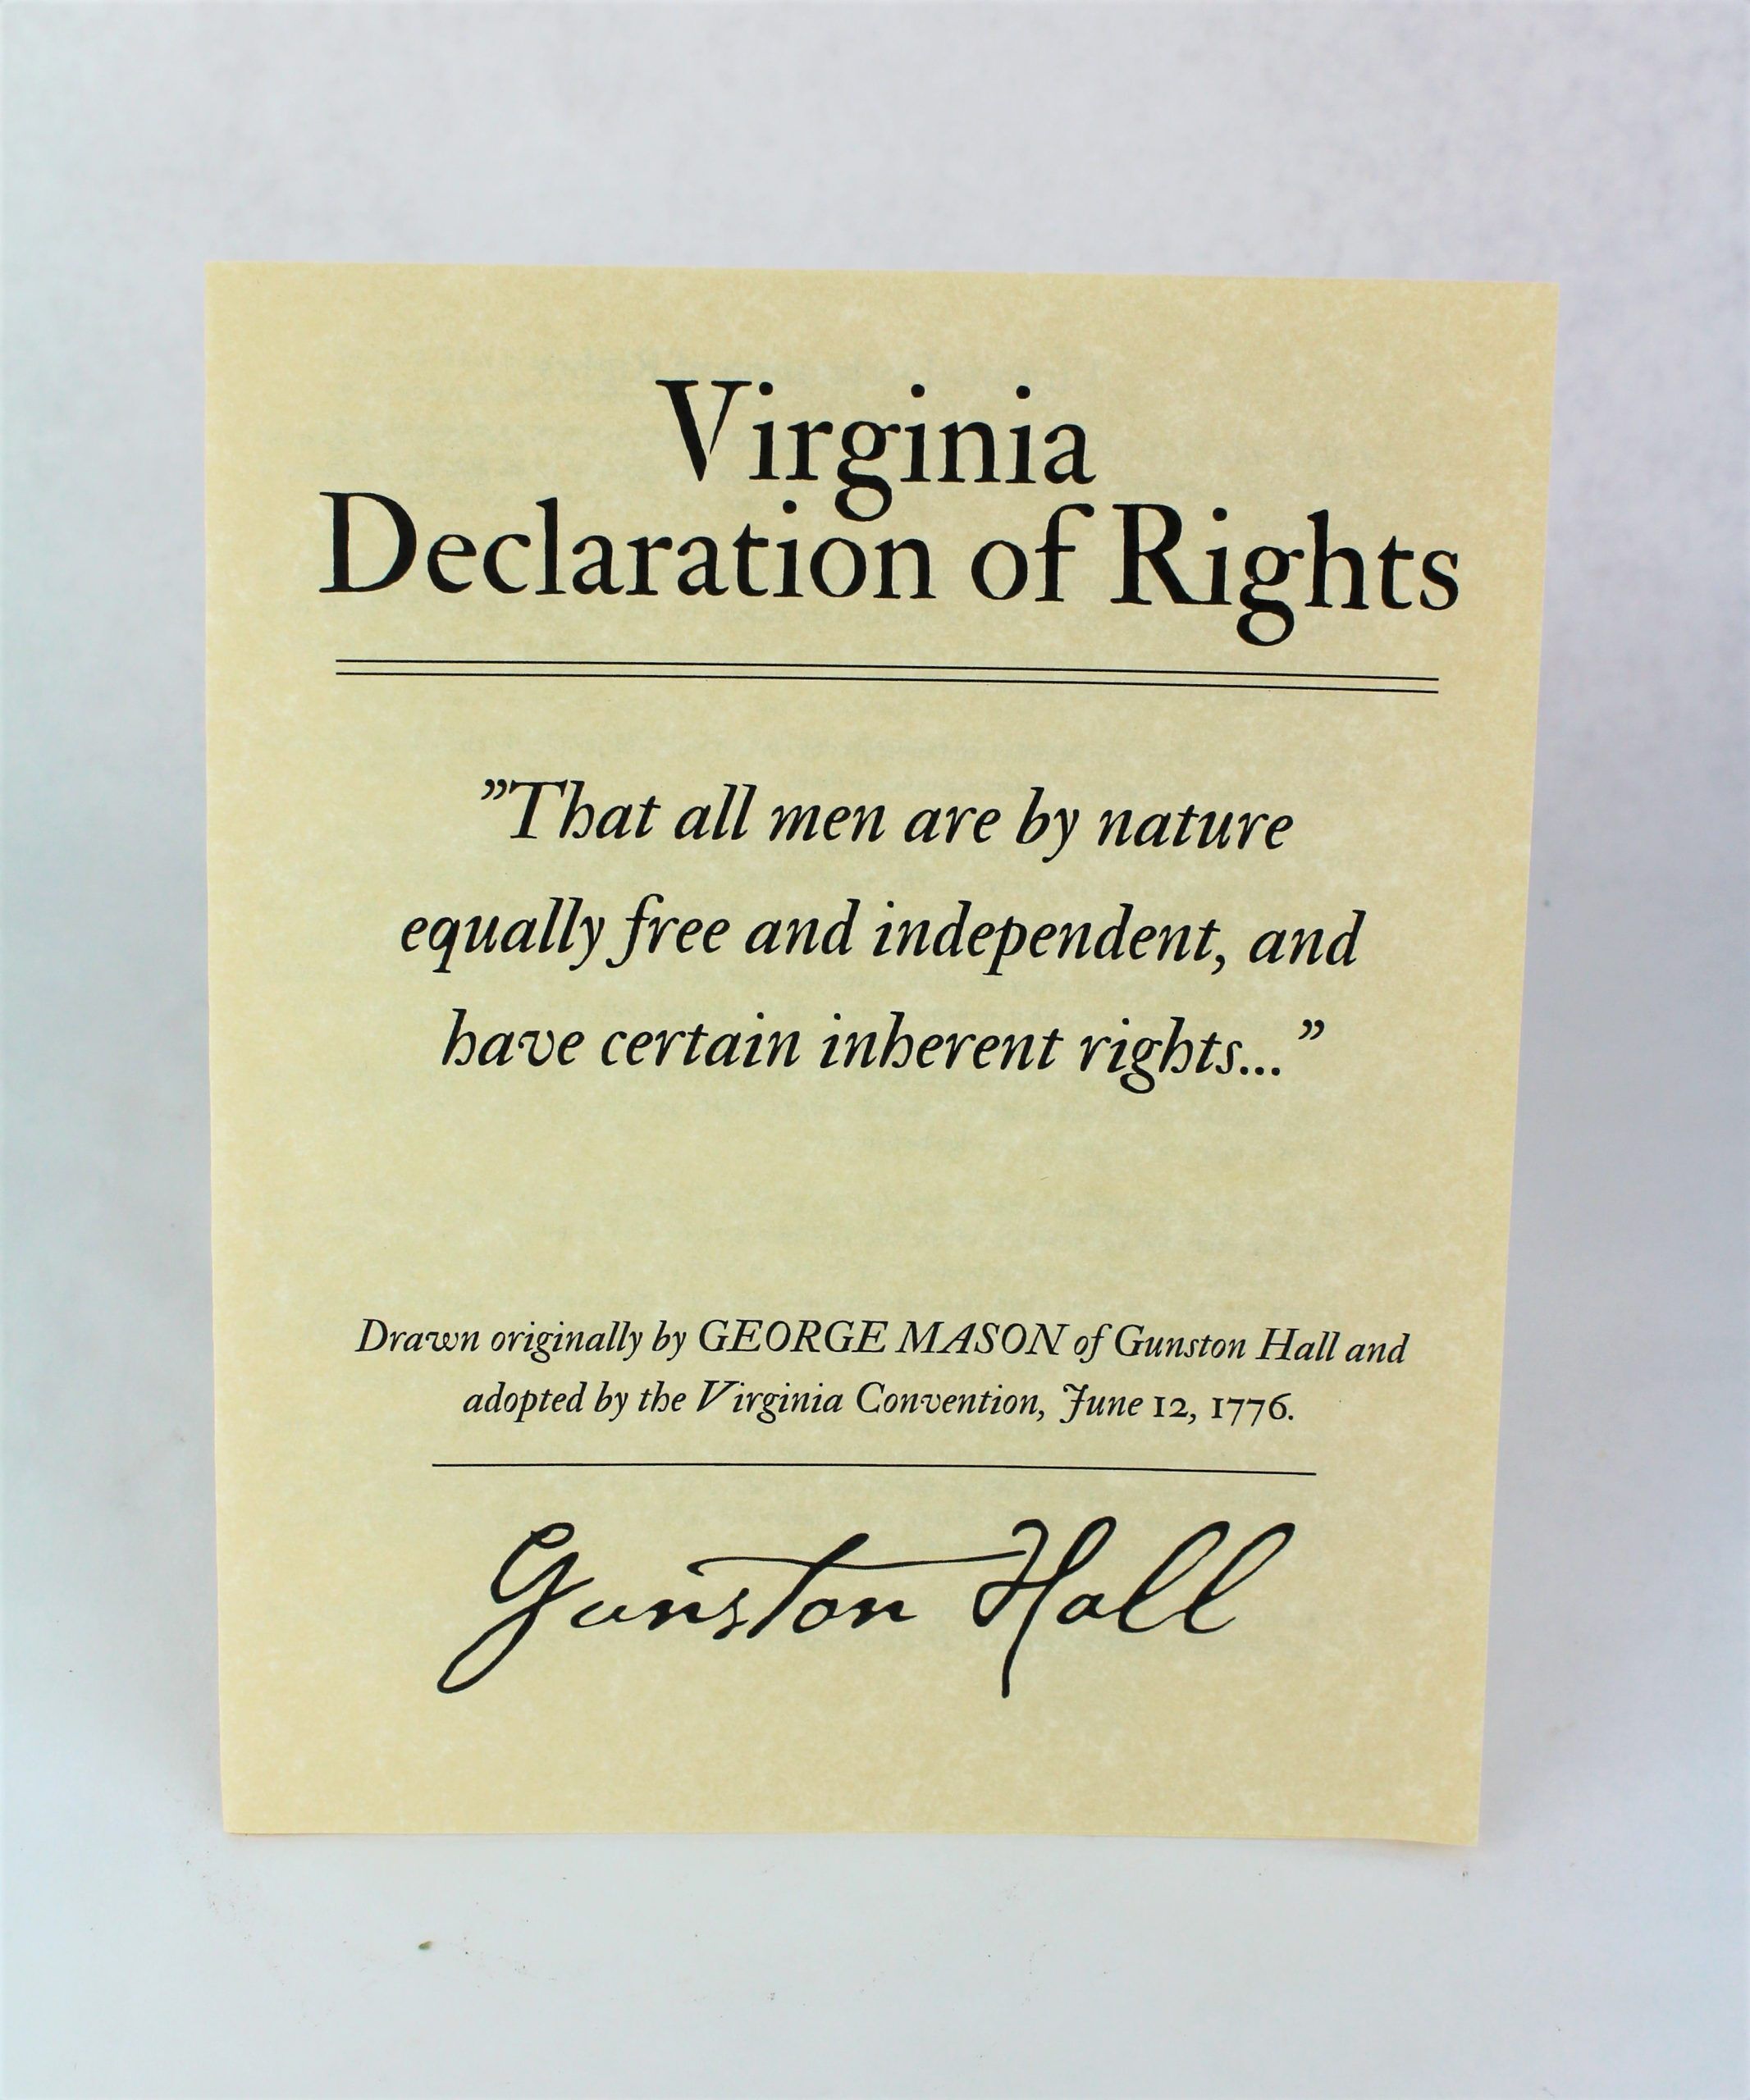 Virginia
Declaration of Rights
”That all men are by nature
equally free and independent, and
have certain inherent rights...”
Drawn originally by GEORGE MASON of Gunston Hall and
adopted by the Virginia Convention, June 12, 1776.
Gunston Hall